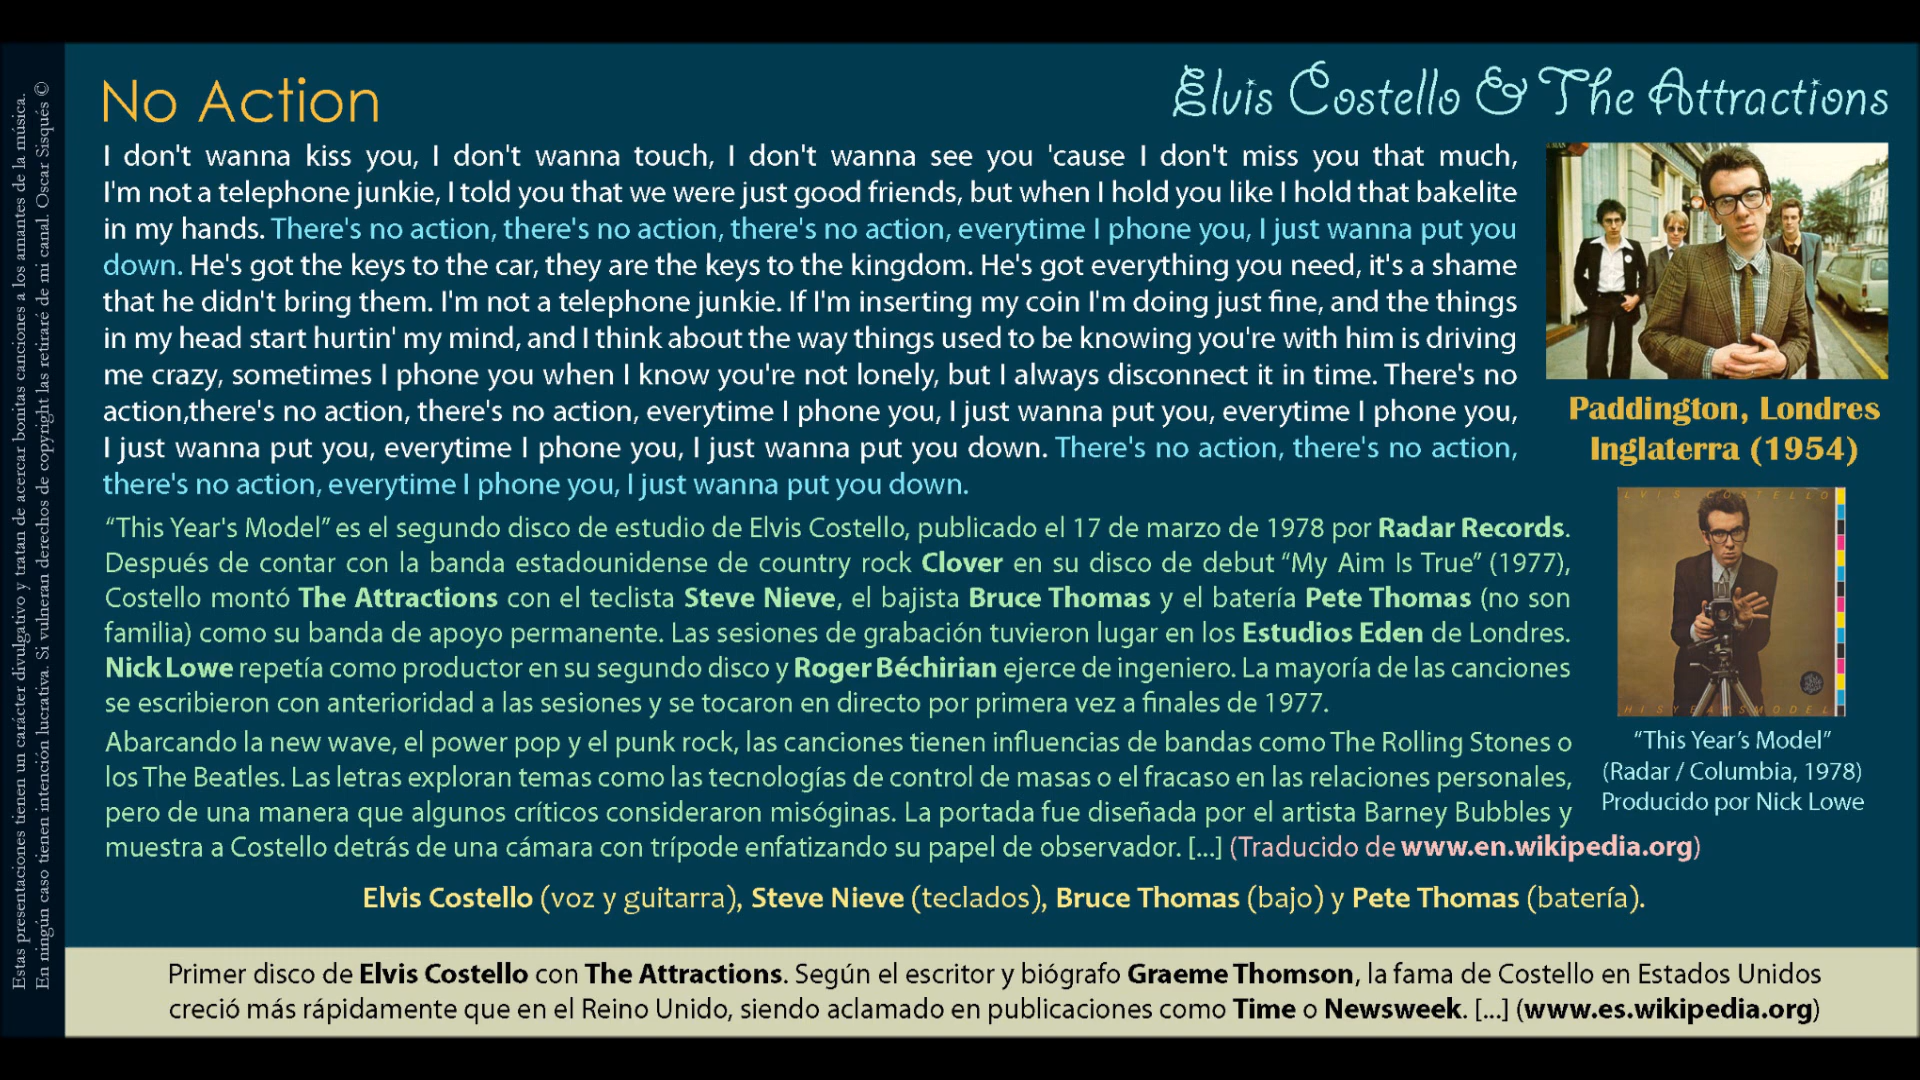 No Action
Elvis Costello & The Attractions
I don't wanna kiss you, I don't wanna touch, I don't wanna see you 'cause I don't miss you that much,
I'm not a telephone junkie, I told you that we were just good friends, but when I hold you like I hold that bakelite
in my hands. There's no action, there's no action, there's no action, everytime I phone you, I just wanna put you
down. He's got the keys to the car, they are the keys to the kingdom. He's got everything you need, it's a shame
that he didn't bring them. I'm not a telephone junkie. If I'm inserting my coin I'm doing just fine, and the things
in my head start hurtin' my mind, and I think about the way things used to be knowing you're with him is driving
me crazy, sometimes I phone you when I know you're not lonely, but I always disconnect it in time. There's no
action,there's no action, there's no action, everytime I phone you, I just wanna put you, everytime I phone you,
I just wanna put you, everytime I phone you, I just wanna put you down. There's no action, there's no action,
there's no action, everytime I phone you, I just wanna put you down.
Paddington, Londres
Inglaterra (1954)
“This Year's Model” es el segundo disco de estudio de Elvis Costello, publicado el 17 de marzo de 1978 por Radar Records.
Después de contar con la banda estadounidense de country rock Clover en su disco de debut “My Aim Is True” (1977),
Costello montó The Attractions con el teclista Steve Nieve, el bajista Bruce Thomas y el batería Pete Thomas (no son
familia) como su banda de apoyo permanente. Las sesiones de grabación tuvieron lugar en los Estudios Eden de Londres.
Nick Lowe repetía como productor en su segundo disco y Roger Béchirian ejerce de ingeniero. La mayoría de las canciones
se escribieron con anterioridad a las sesiones y se tocaron en directo por primera vez a finales de 1977.
Abarcando la new wave, el power pop y el punk rock, las canciones tienen influencias de bandas como The Rolling Stones o
los The Beatles. Las letras exploran temas como las tecnologías de control de masas o el fracaso en las relaciones personales,
pero de una manera que algunos críticos consideraron misóginas. La portada fue diseñada por el artista Barney Bubbles y
muestra a Costello detrás de una cámara con trípode enfatizando su papel de observador. [...] (Traducido de www.en.wikipedia.org)
LVIS COSTELLO
HISYEARSMODEL
“This Year’s Model”
(Radar / Columbia, 1978)
Producido por Nick Lowe
Elvis Costello (voz y guitarra), Steve Nieve (teclados), Bruce Thomas (bajo) y Pete Thomas (batería).
Primer disco de Elvis Costello con The Attractions. Según el escritor y biógrafo Graeme Thomson, la fama de Costello en Estados Unidos
creció más rápidamente que en el Reino Unido, siendo aclamado en publicaciones como Time o Newsweek. [...] (www.es.wikipedia.org)
Estas presentaciones tienen un carácter divulgativo y tratan de acercar bonitas canciones a los amantes de la música.
En ningún caso tienen intención lucrativa. Si vulneran derechos de copyright las retiraré de mi canal. Oscar Sisqués ©